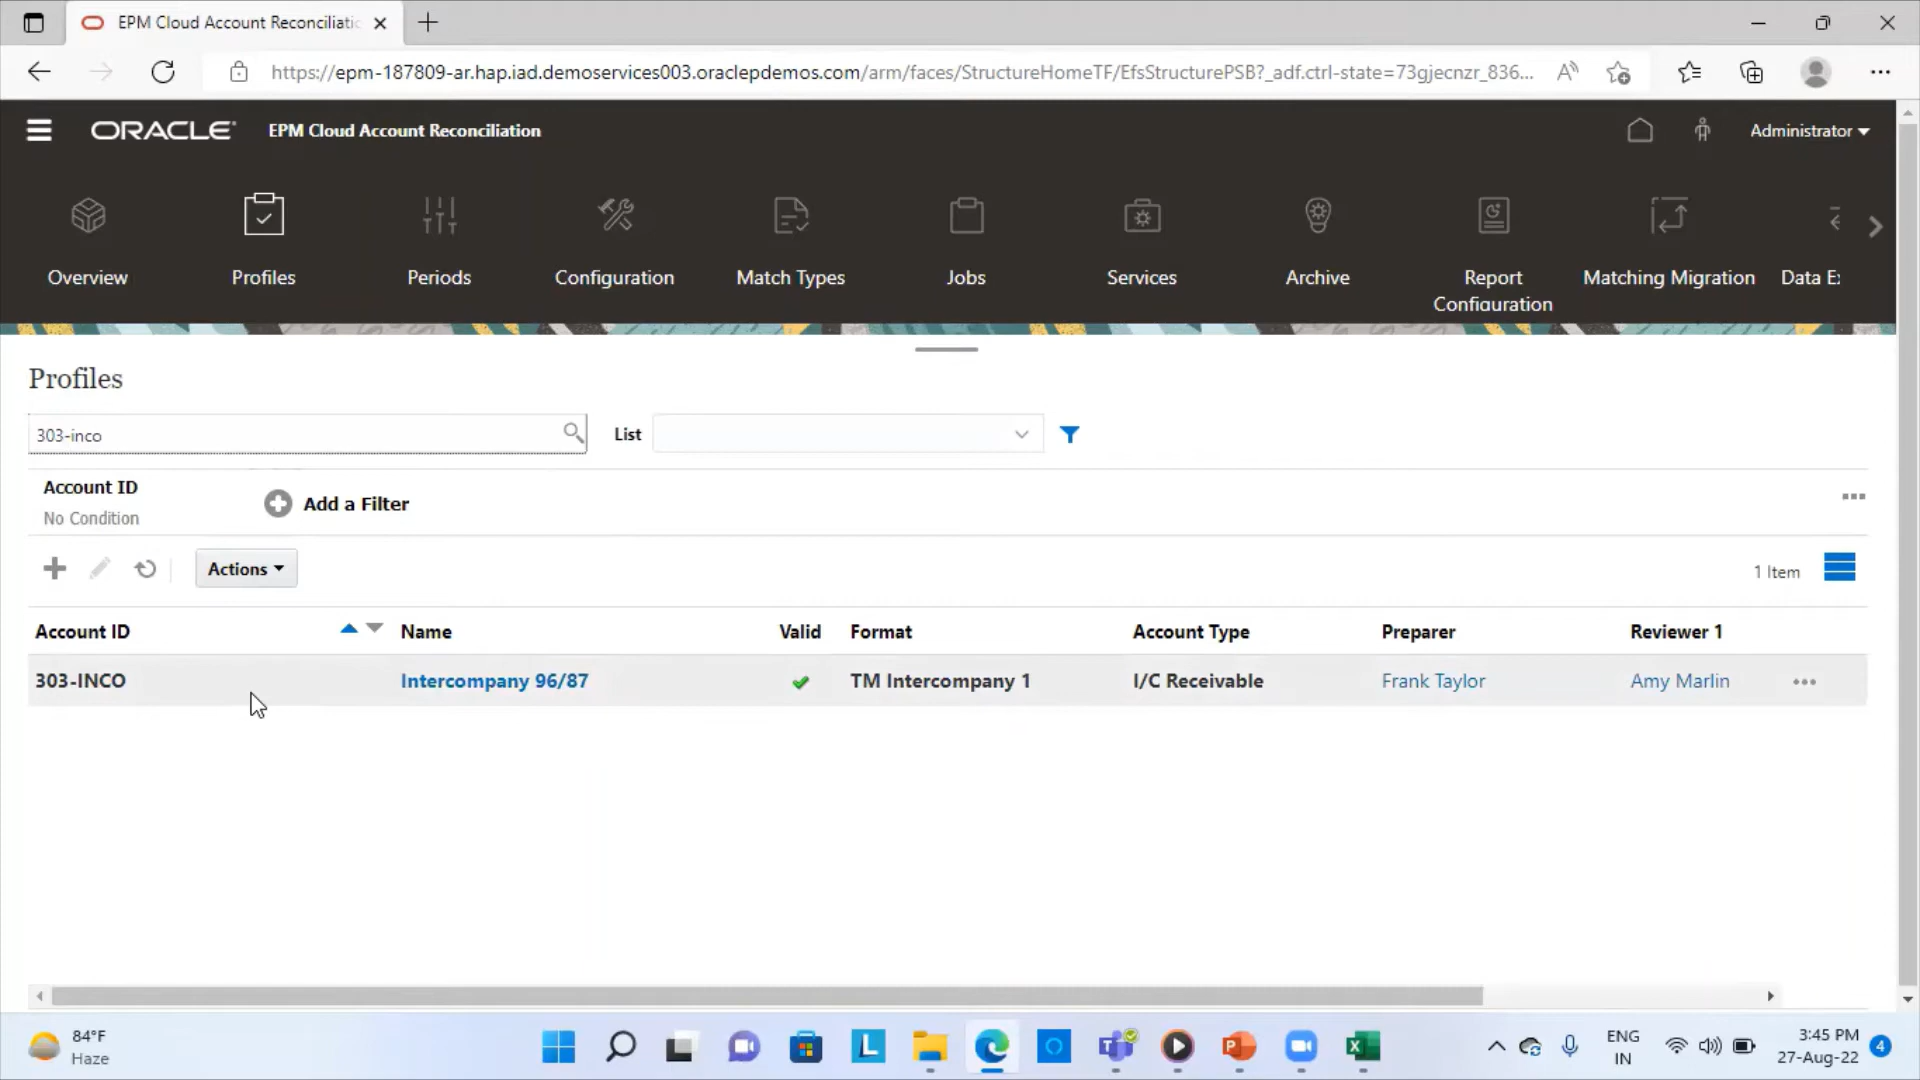 EPM Cloud Account Reconciliatic
https://epm-187809-ar.hap.iad.demoservices003.oraclepdemos.com/arm/faces/StructureHomeTF/EfsStructurePSB?_adf.ctrl-state=73gjecnzr_836...
ORACLE EPM Cloud Account Reconciliation Administrator
Overview Profiles Periods Configuration Match Types Jobs Services Archive Report Configuration Matching Migration Data Ex
Profiles
303-inco List
Account ID
No Condition
Add a Filter
Actions 1 Item
Account ID Name Valid Format Account Type Preparer Reviewer 1
303-INCO Intercompany 96/87 TM Intercompany 1 I/C Receivable Frank Taylor Amy Marlin
84°F
Haze
ENG
IN
3:45 PM
27-Aug-22
4